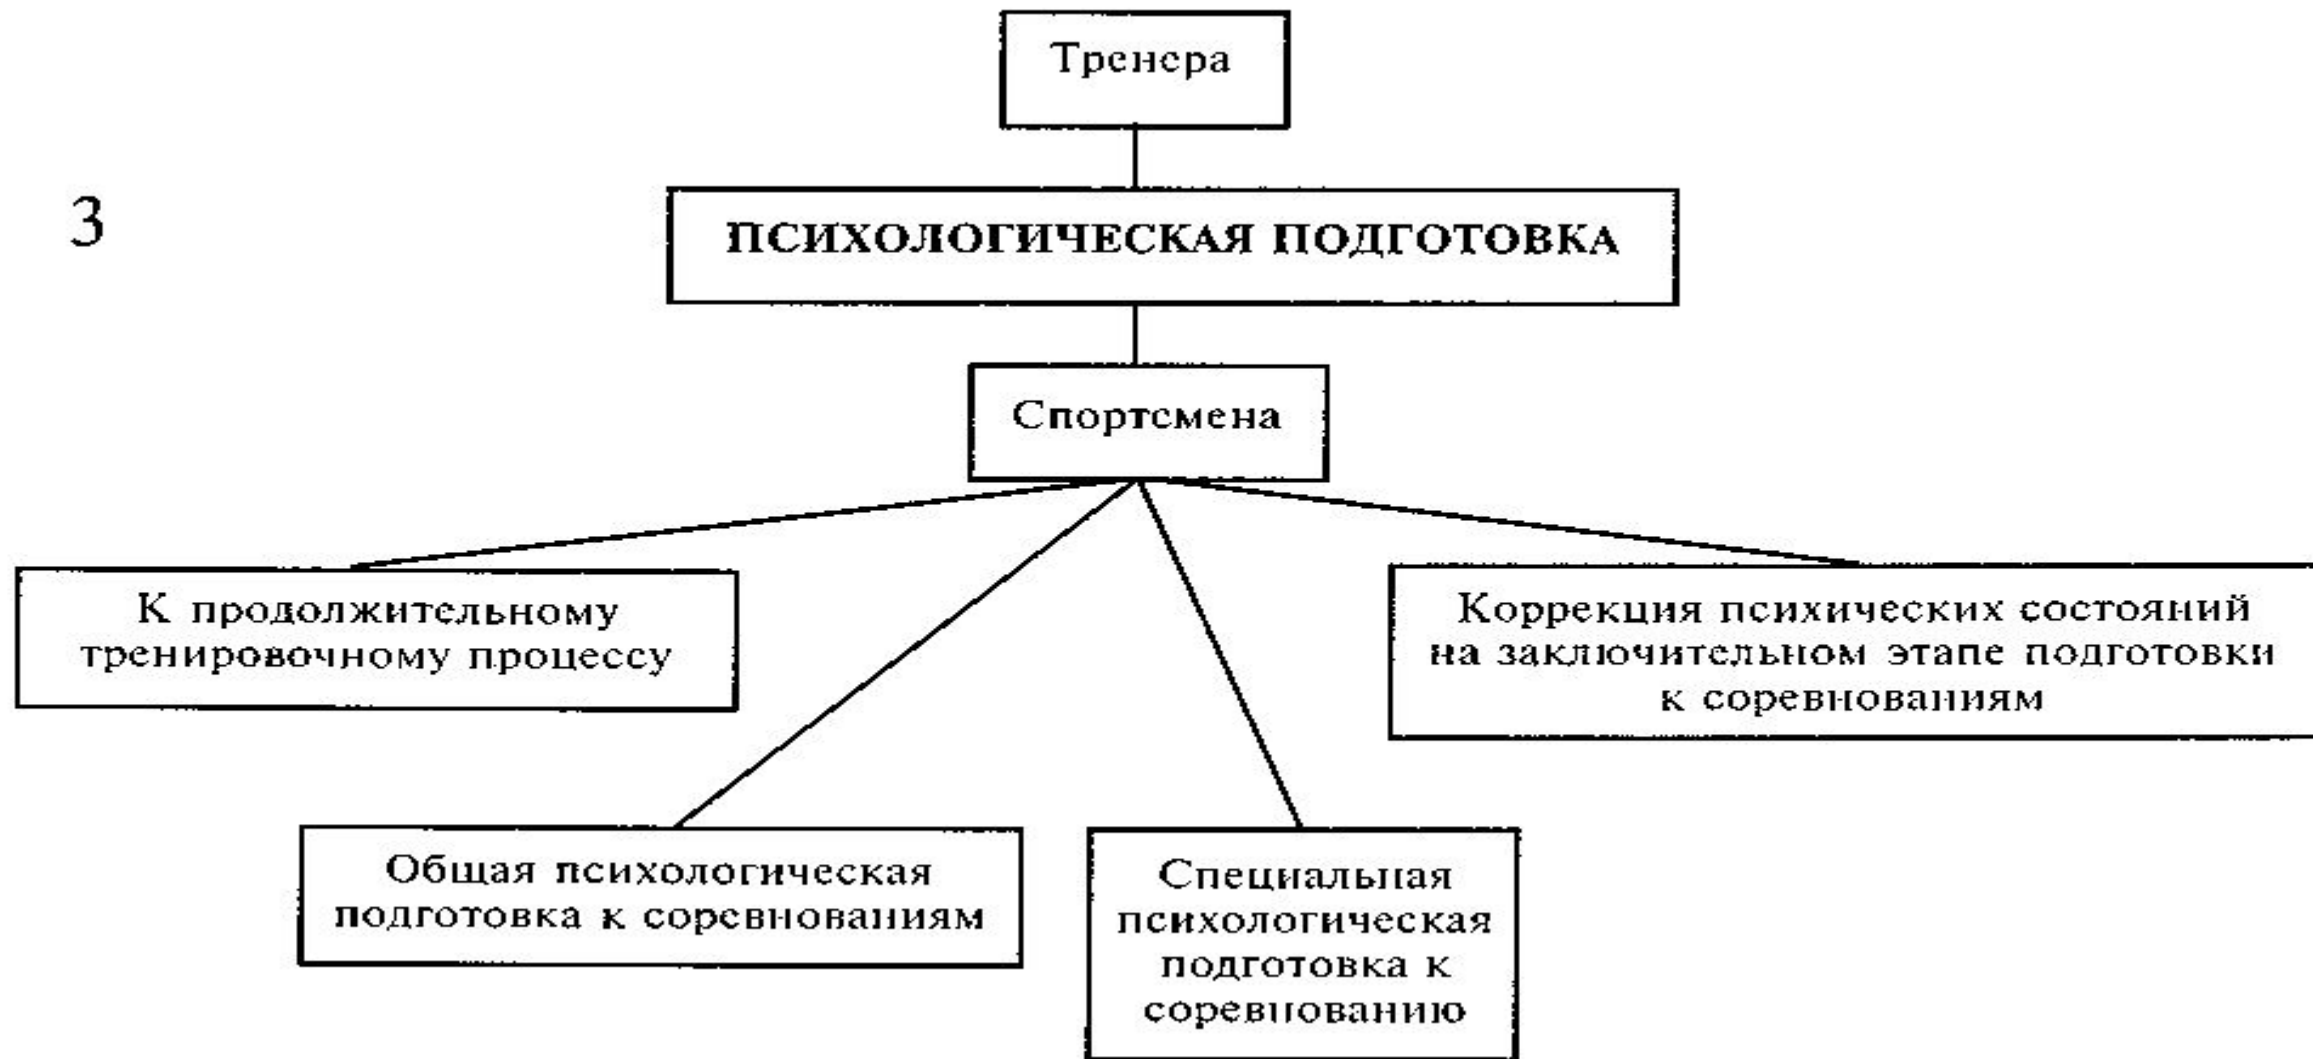 Тренера
3
ПСИХОЛОГИЧЕСКАЯ ПОДГОТОВКА
Спортсмена
К продолжительному
тренировочному процессу
Коррекция психических состояний
на заключительном этапе подготовки
к соревнованиям
Общая психологическая
подготовка к соревнованиям
Специальная
психологическая
подготовка к
соревнованию